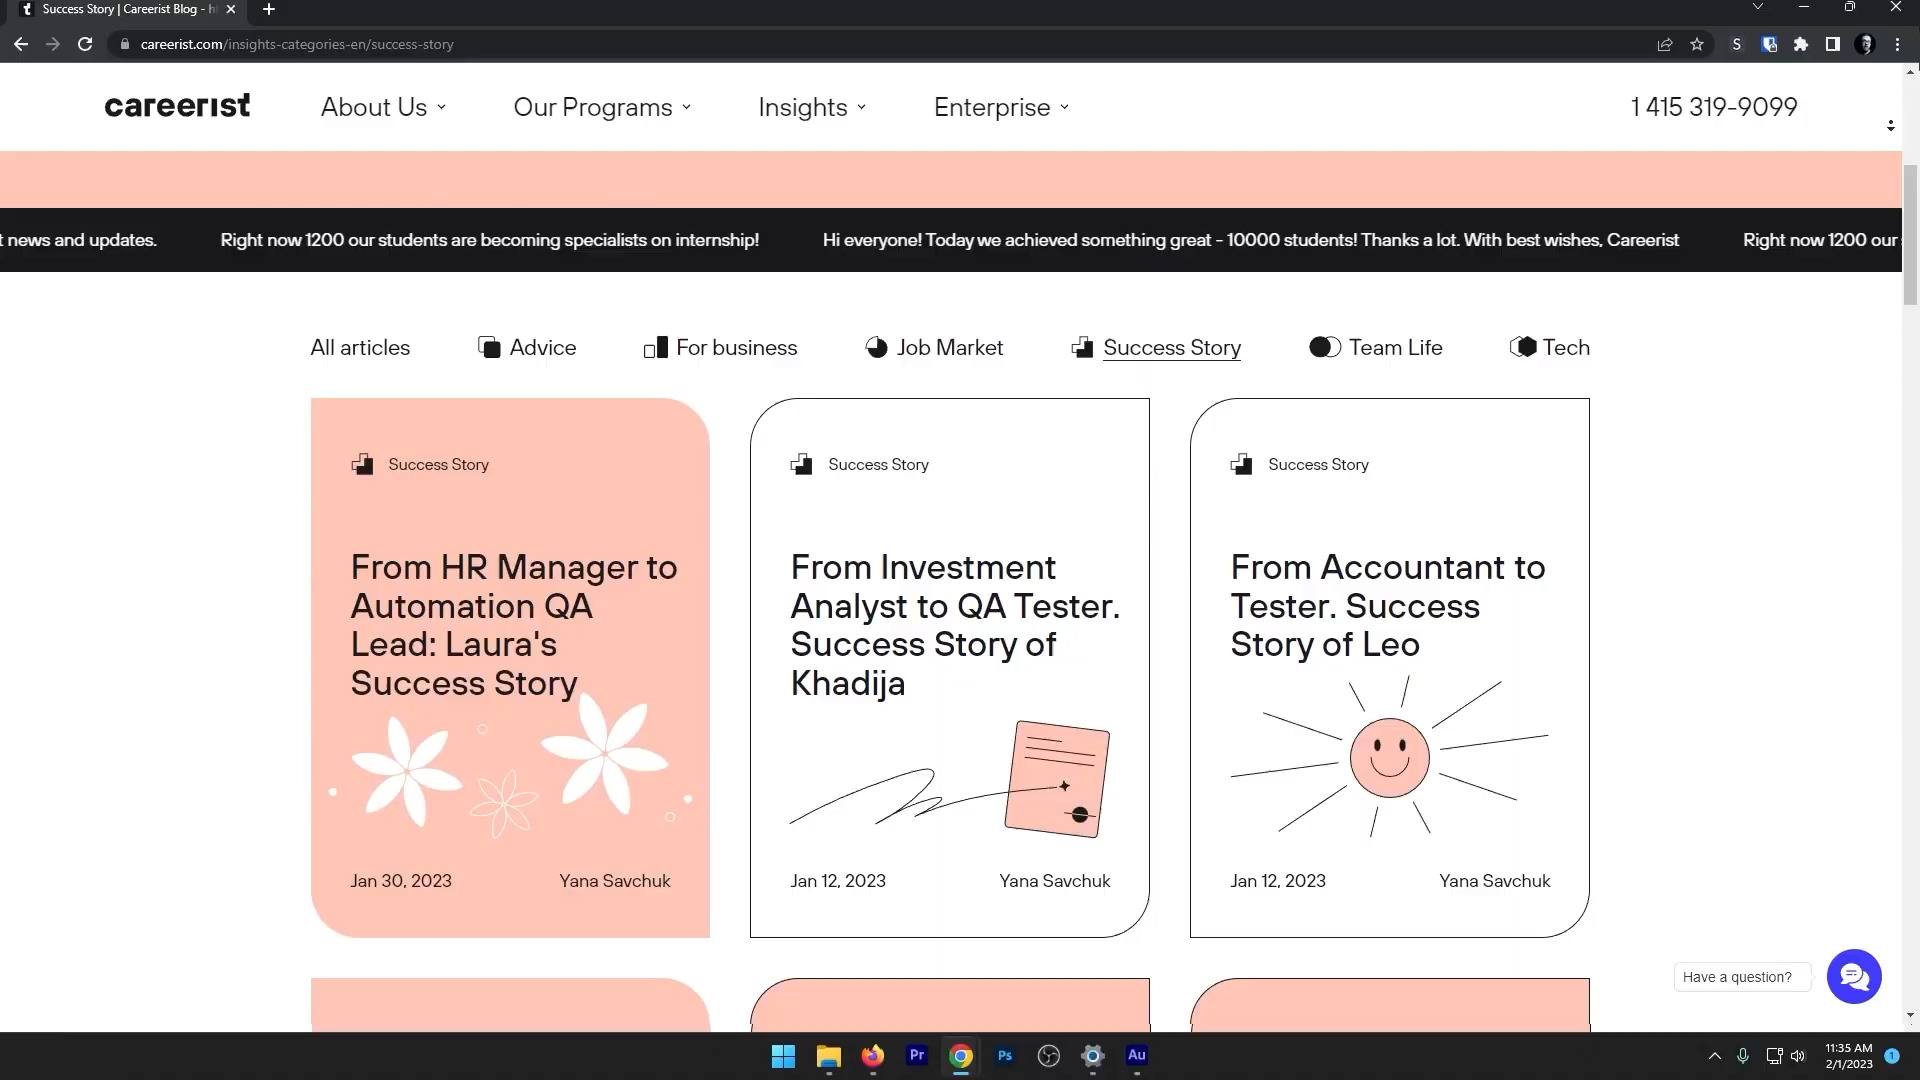 Success Story | Careerist Blog - h
careerist.com/insights-categories-en/success-story
careerist
About Us
Our Programs
Insights
Enterprise
1 415 319-9099
t news and updates.
Right now 1200 our students are becoming specialists on internship!
Hi everyone! Today we achieved something great - 10000 students! Thanks a lot. With best wishes, Careerist
Right now 1200 our
All articles
Advice
For business
Job Market
Success Story
Team Life
Tech
Success Story
From HR Manager to
Automation QA
Lead: Laura's
Success Story
Jan 30, 2023
Yana Savchuk
Success Story
From Investment
Analyst to QA Tester.
Success Story of
Khadija
Jan 12, 2023
Yana Savchuk
Success Story
From Accountant to
Tester. Success
Story of Leo
Jan 12, 2023
Yana Savchuk
Have a question?
Pr
Ps
Au
11:35 AM
2/1/2023
1